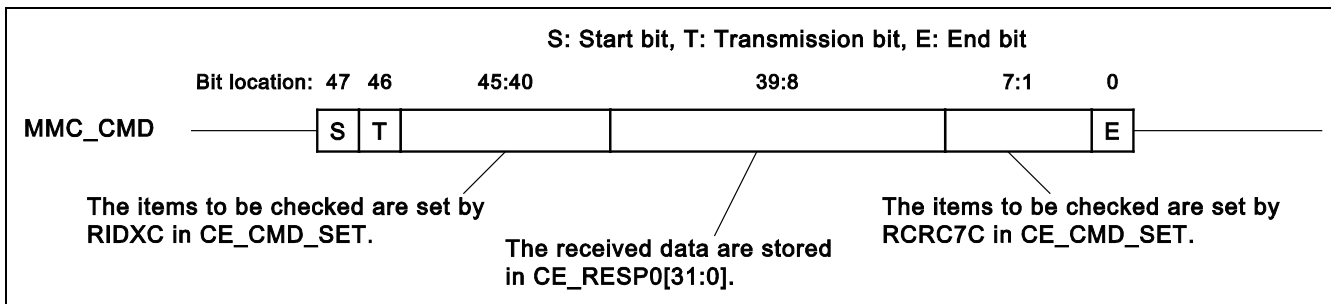 S: Start bit, T: Transmission bit, E: End bit
Bit location: 47 46 45:40 39:8 7:1 0
MMC_CMD S T E
The items to be checked are set by
RIDXC in CE_CMD_SET.
The received data are stored
in CE_RESP0[31:0].
The items to be checked are set by
RCRC7C in CE_CMD_SET.